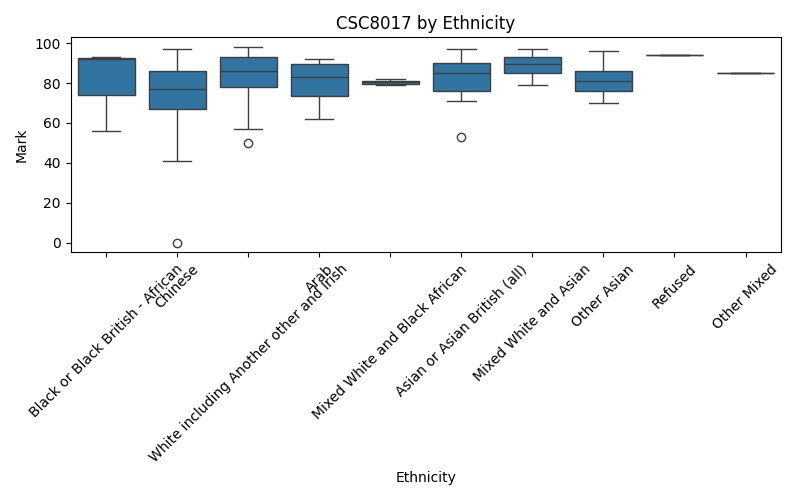 CSC8017 by Ethnicity
Mark
100
80
60
40
20
0
Black or Black British - African
Chinese
White including Another other and Irish
Arab
Mixed White and Black African
Asian or Asian British (all)
Mixed White and Asian
Other Asian
Refused
Other Mixed
Ethnicity